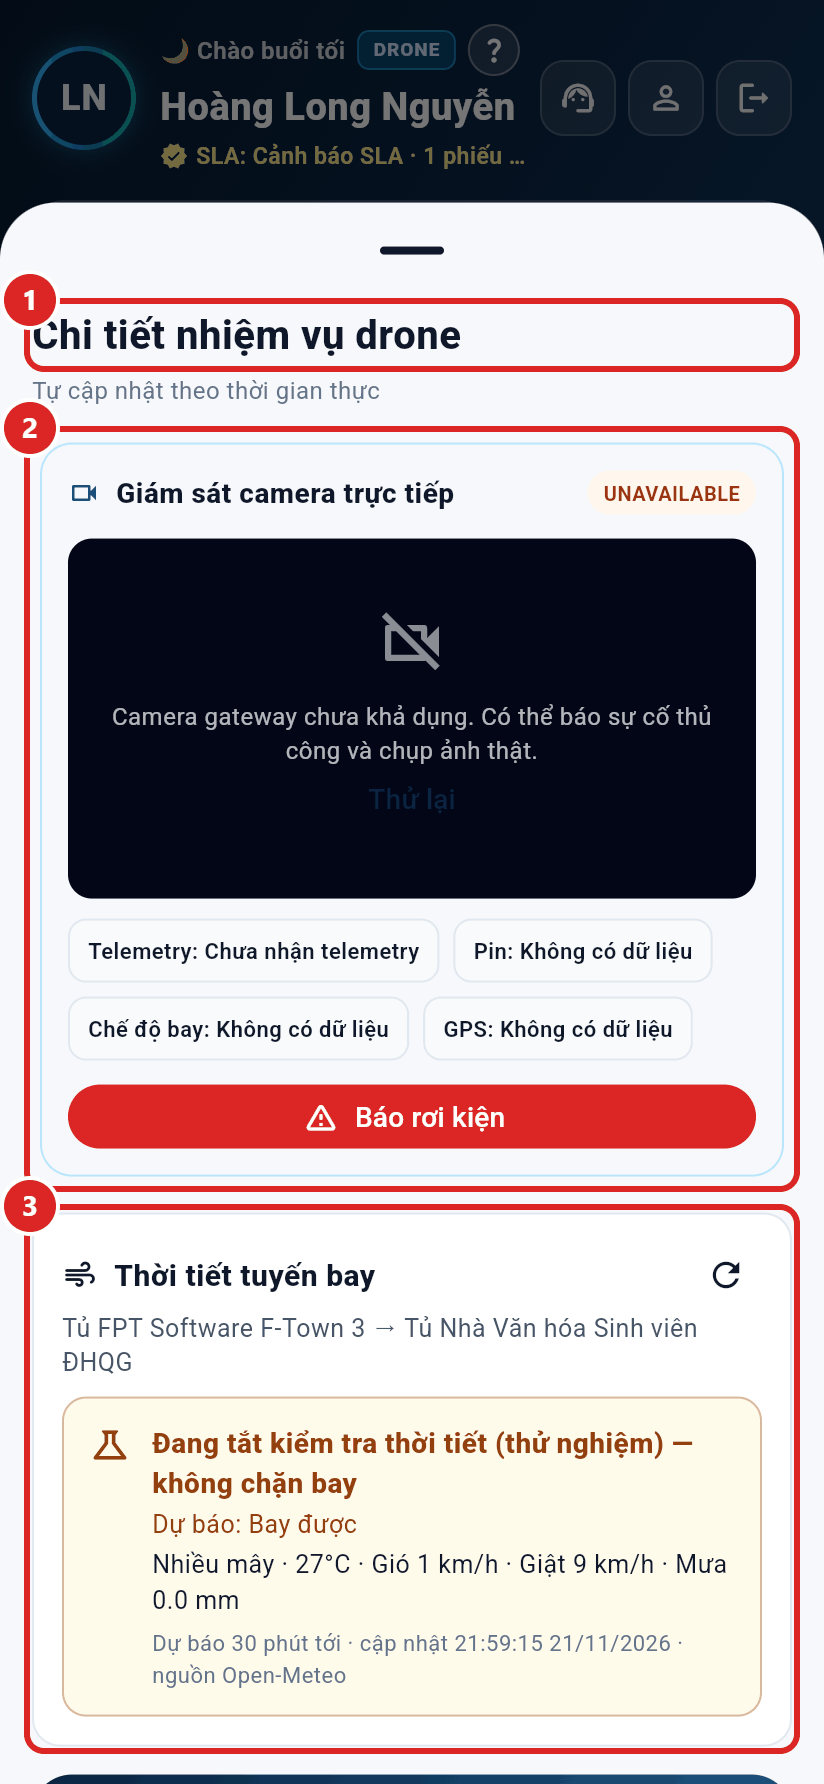 LN
🌙 Chào buổi tối
DRONE
?
Hoàng Long Nguyễn
SLA: Cảnh báo SLA · 1 phiếu ...
1
Chi tiết nhiệm vụ drone
Tự cập nhật theo thời gian thực
2
Giám sát camera trực tiếp
UNAVAILABLE
Camera gateway chưa khả dụng. Có thể báo sự cố thủ
công và chụp ảnh thật.
Thử lại
Telemetry: Chưa nhận telemetry
Pin: Không có dữ liệu
Chế độ bay: Không có dữ liệu
GPS: Không có dữ liệu
Báo rơi kiện
3
Thời tiết tuyến bay
Tủ FPT Software F-Town 3 → Tủ Nhà Văn hóa Sinh viên
ĐHQG
Đang tắt kiểm tra thời tiết (thử nghiệm) —
không chặn bay
Dự báo: Bay được
Nhiều mây · 27°C · Gió 1 km/h · Giật 9 km/h · Mưa
0.0 mm
Dự báo 30 phút tới · cập nhật 21:59:15 21/11/2026 ·
nguồn Open-Meteo